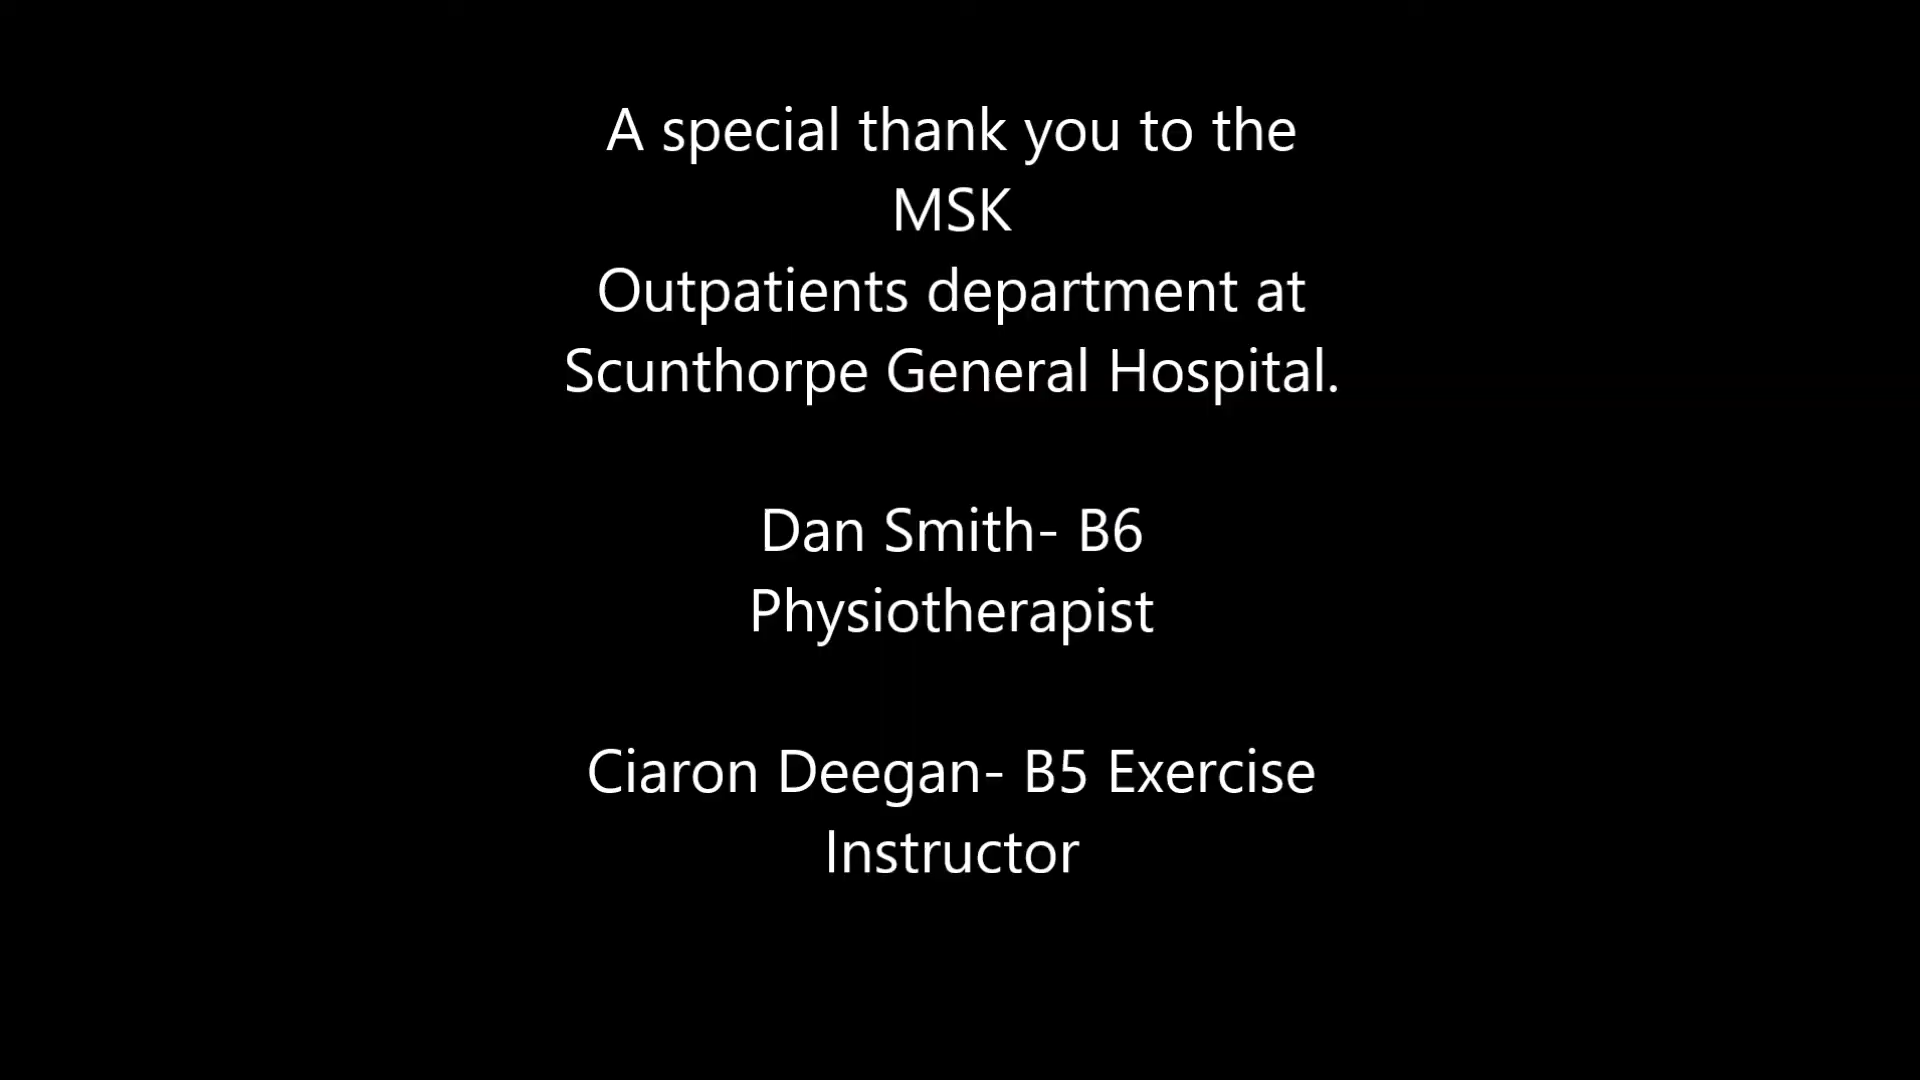 A special thank you to the
MSK
Outpatients department at
Scunthorpe General Hospital.
Dan Smith- B6
Physiotherapist
Ciaron Deegan- B5 Exercise
Instructor